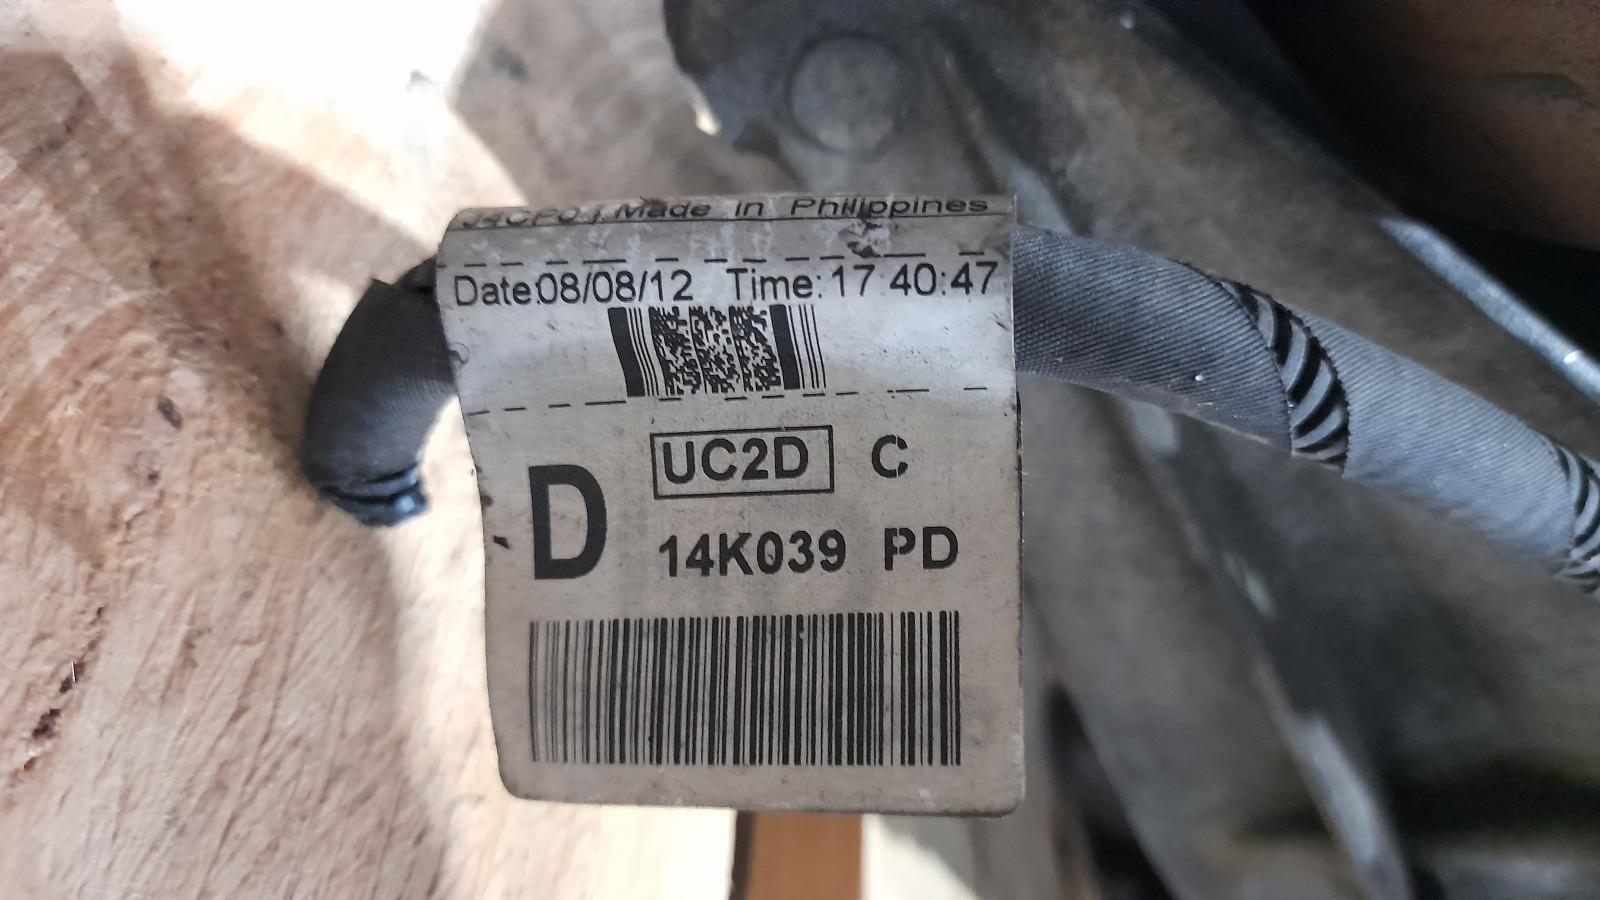 Made in Philippines
Date:08/08/12 Time:17:40:47
UC2D C
D
14K039 PD